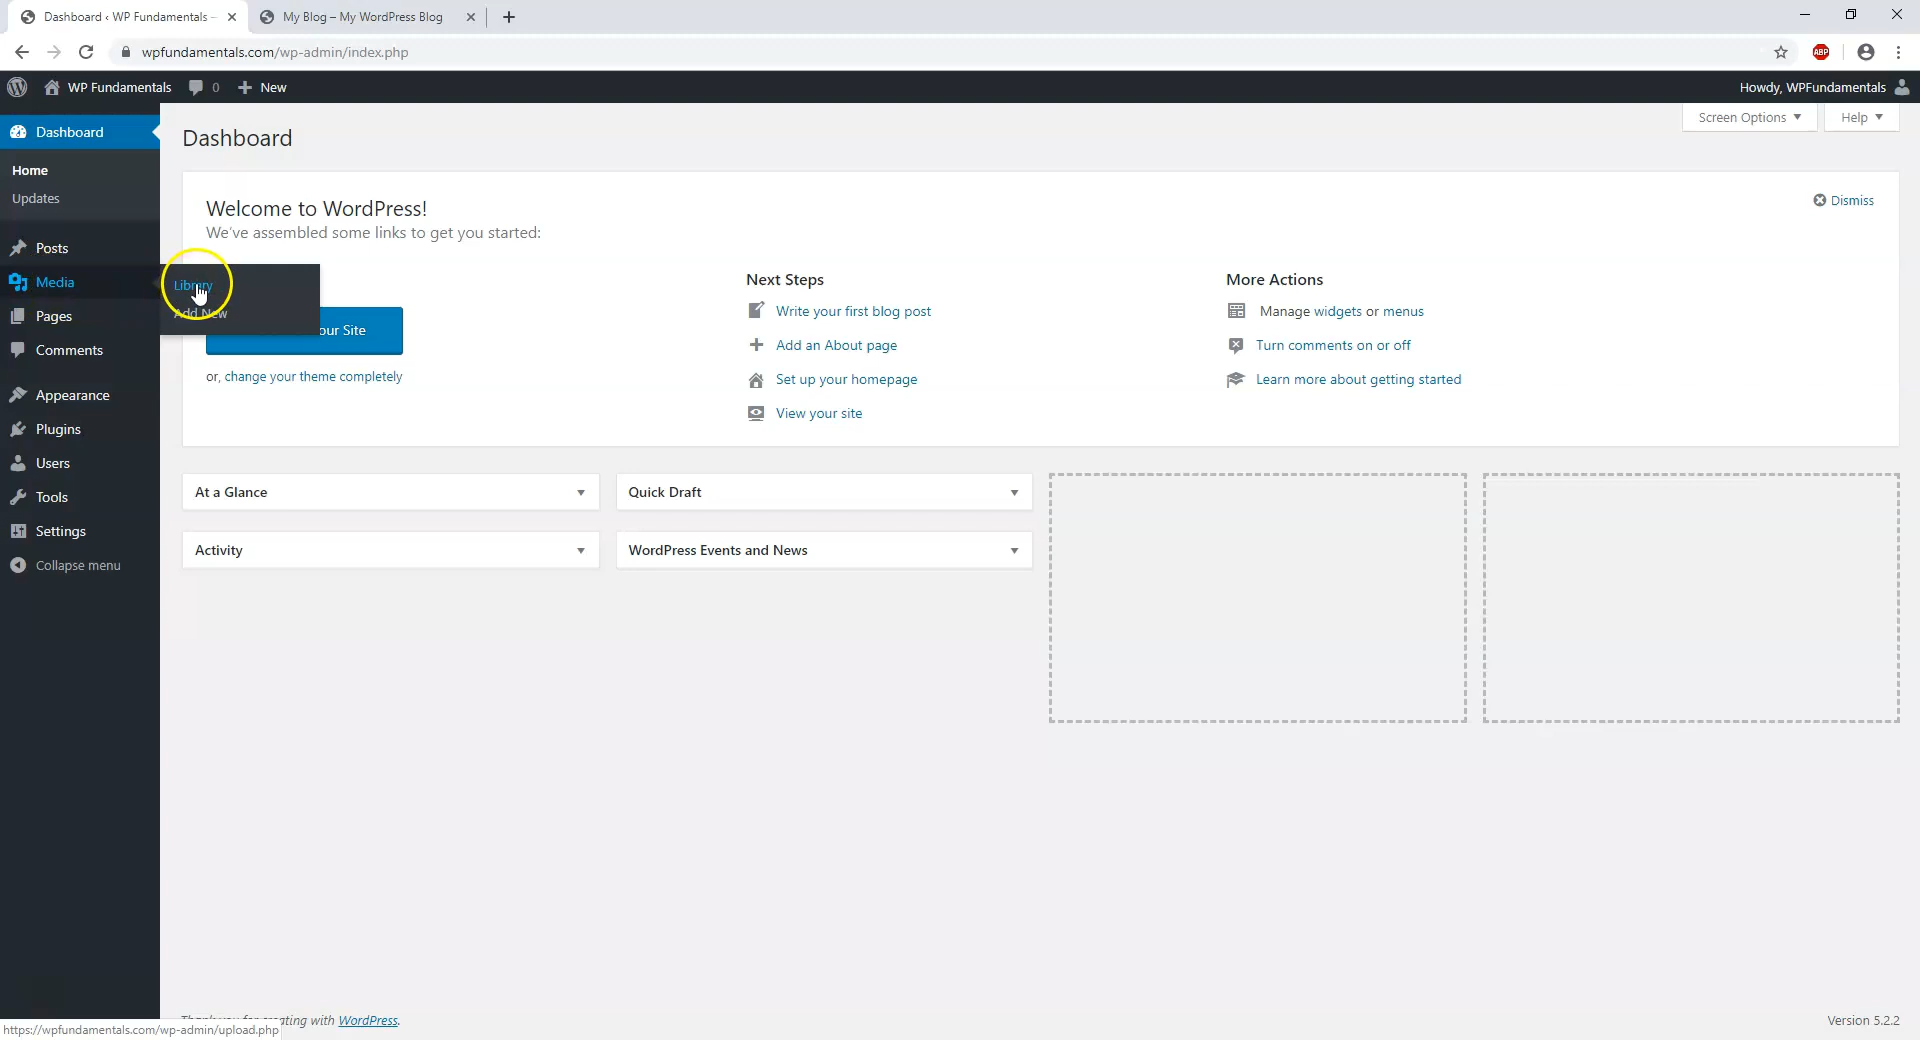 Dashboard ‹ WP Fundamentals –
My Blog – My WordPress Blog
wpfundamentals.com/wp-admin/index.php
ABP
WP Fundamentals
0
New
Howdy, WPFundamentals
Dashboard
Home
Updates
Posts
Media
Pages
Comments
Appearance
Plugins
Users
Tools
Settings
Collapse menu
Library
Add New
Dashboard
Screen Options
Help
Welcome to WordPress!
We've assembled some links to get you started:
Dismiss
our Site
or, change your theme completely
Next Steps
Write your first blog post
Add an About page
Set up your homepage
View your site
More Actions
Manage widgets or menus
Turn comments on or off
Learn more about getting started
At a Glance
Quick Draft
Activity
WordPress Events and News
ating with WordPress.
Version 5.2.2
https://wpfundamentals.com/wp-admin/upload.php